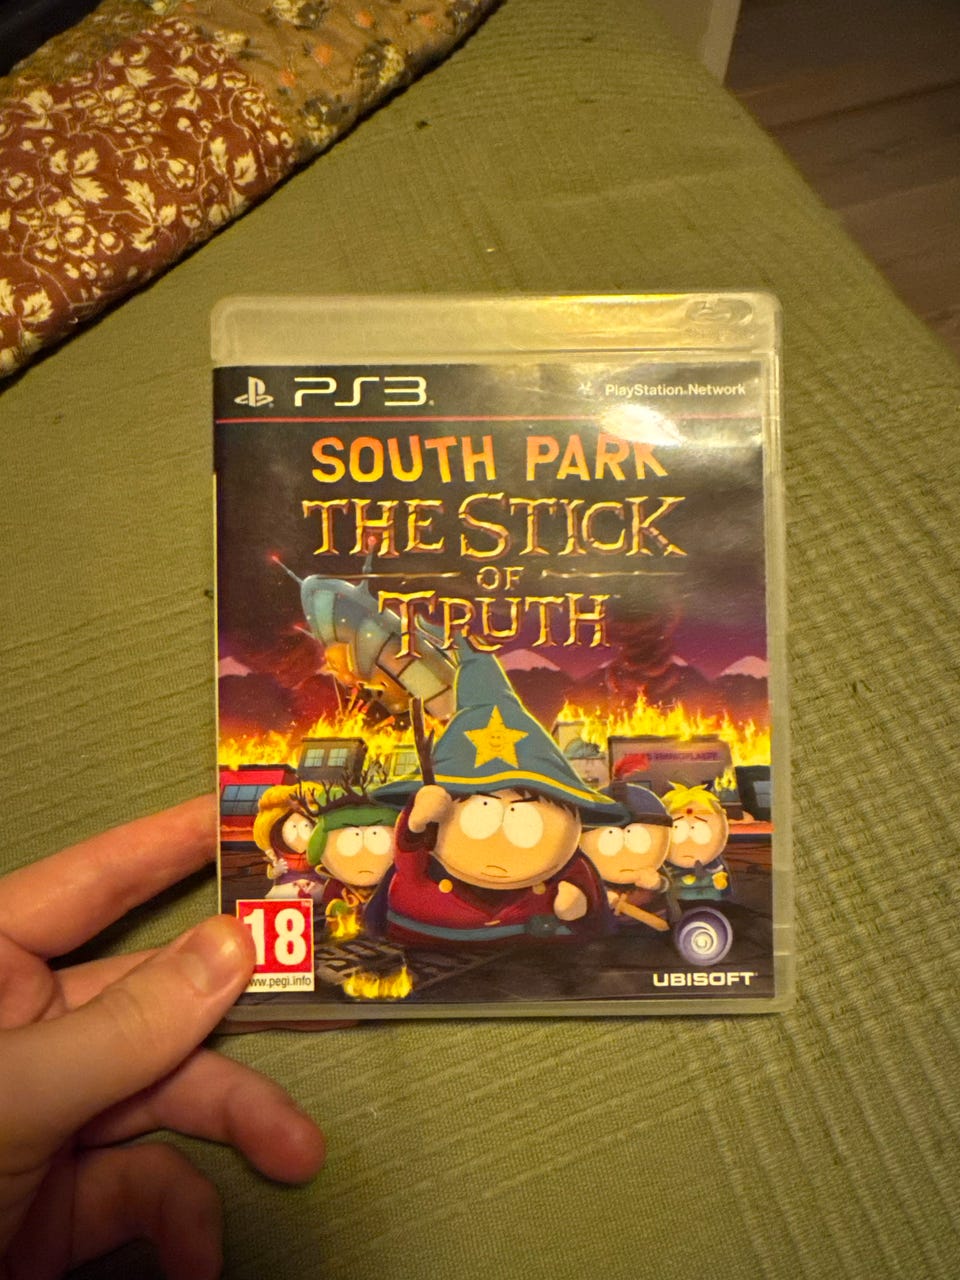 PS3
PlayStation Network
SOUTH PARK
THE STICK
OF
TRUTH
18
www.pegi.info
UBISOFT